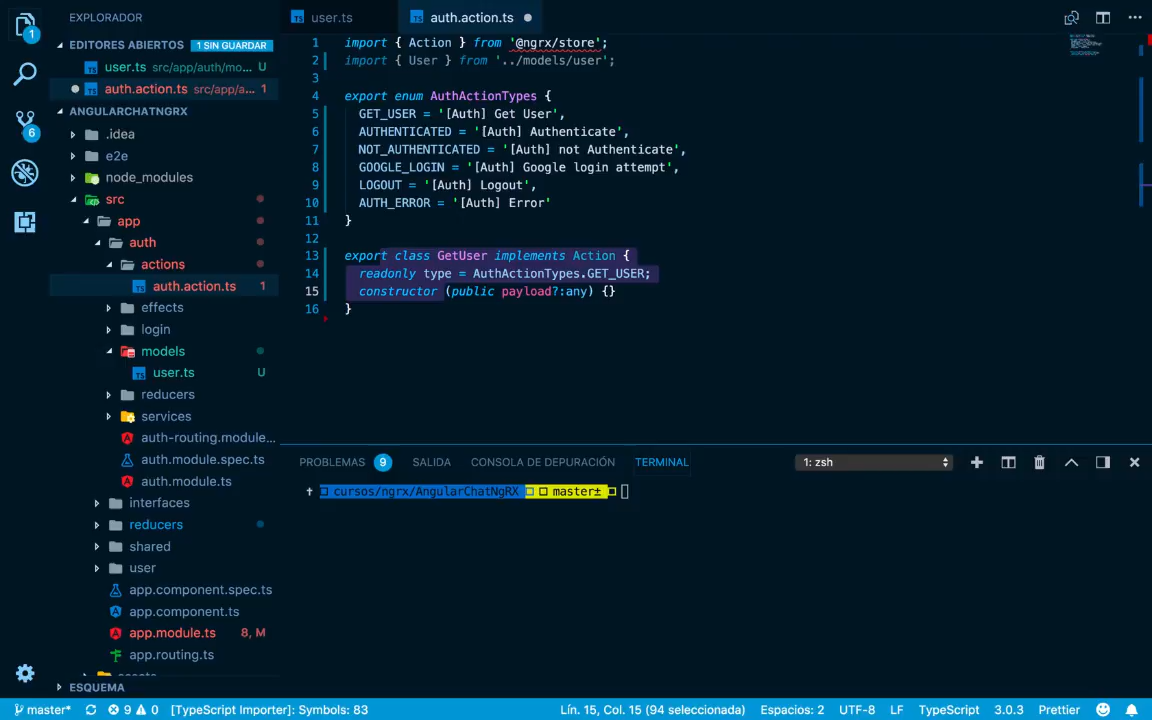 EXPLORADOR
EDITORES ABIERTOS 1 SIN GUARDAR
user.ts src/app/auth/mo... U
auth.action.ts src/app/a... 1
ANGULARCHATNGRX
.idea
e2e
node_modules
src
app
auth
actions
auth.action.ts 1
effects
login
models
user.ts U
reducers
services
auth-routing.module...
auth.module.spec.ts
auth.module.ts
interfaces
reducers
shared
user
app.component.spec.ts
app.component.ts
app.module.ts 8, M
app.routing.ts
ESQUEMA
1
6
TS user.ts
TS auth.action.ts
1 import { Action } from '@ngrx/store';
2 import { User } from '../models/user';
3
4 export enum AuthActionTypes {
5 GET_USER = '[Auth] Get User',
6 AUTHENTICATED = '[Auth] Authenticate',
7 NOT_AUTHENTICATED = '[Auth] not Authenticate',
8 GOOGLE_LOGIN = '[Auth] Google login attempt',
9 LOGOUT = '[Auth] Logout',
10 AUTH_ERROR = '[Auth] Error'
11 }
12
13 export class GetUser implements Action {
14 readonly type = AuthActionTypes.GET_USER;
15 constructor (public payload?:any) {}
16 }
PROBLEMAS 9 SALIDA CONSOLA DE DEPURACIÓN TERMINAL 1: zsh
cursos/ngrx/AngularChatNgRX master±
master* 9 0 [TypeScript Importer]: Symbols: 83 Lín. 15, Col. 15 (94 seleccionada) Espacios: 2 UTF-8 LF TypeScript 3.0.3 Prettier